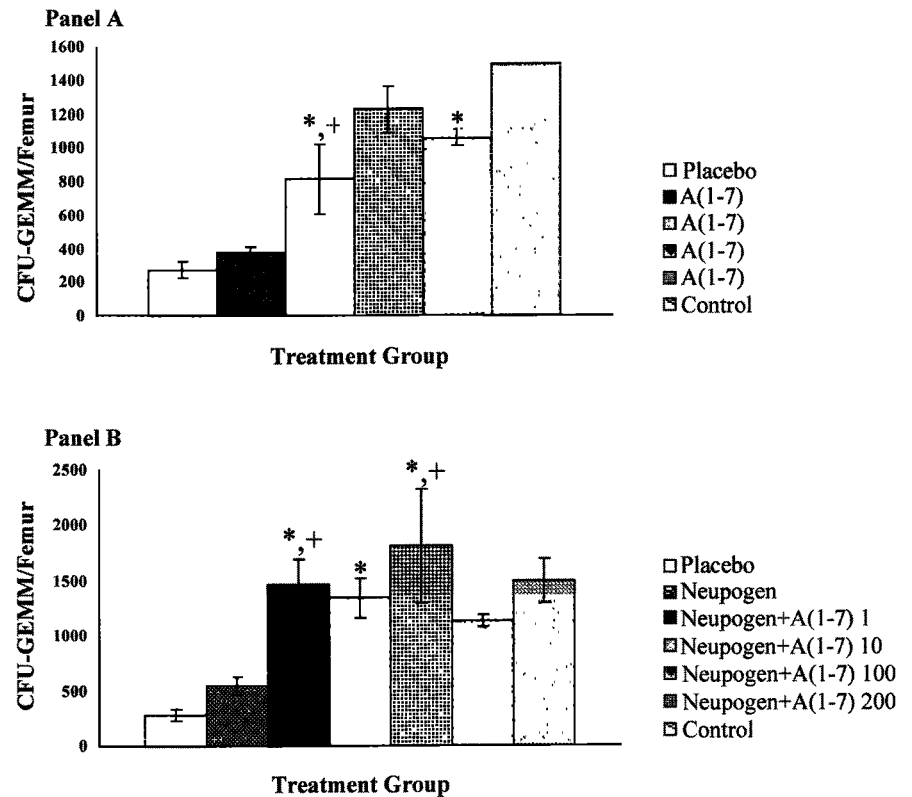 Panel A
CFU-GEMM/Femur
1600
1400
1200
1000
800
600
400
200
0
*,+
*
Treatment Group
Placebo
A(1-7)
A(1-7)
A(1-7)
A(1-7)
Control
Panel B
CFU-GEMM/Femur
2500
2000
1500
1000
500
0
*,+
*
*,+
Treatment Group
Placebo
Neupogen
Neupogen+A(1-7) 1
Neupogen+A(1-7) 10
Neupogen+A(1-7) 100
Neupogen+A(1-7) 200
Control